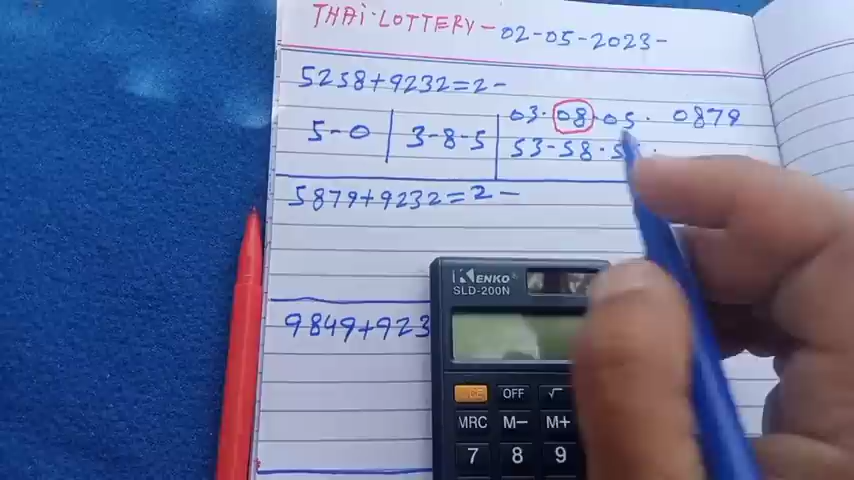 THAI·LOTTERY-02-05-2023-
5258+9232=2-
5-0 3-8-5 03·08·05· 0879
53-58·5
5879+9232=2-
9849+923
KENKO
SLD-200N
CE OFF √
MRC M- M+
7 8 9